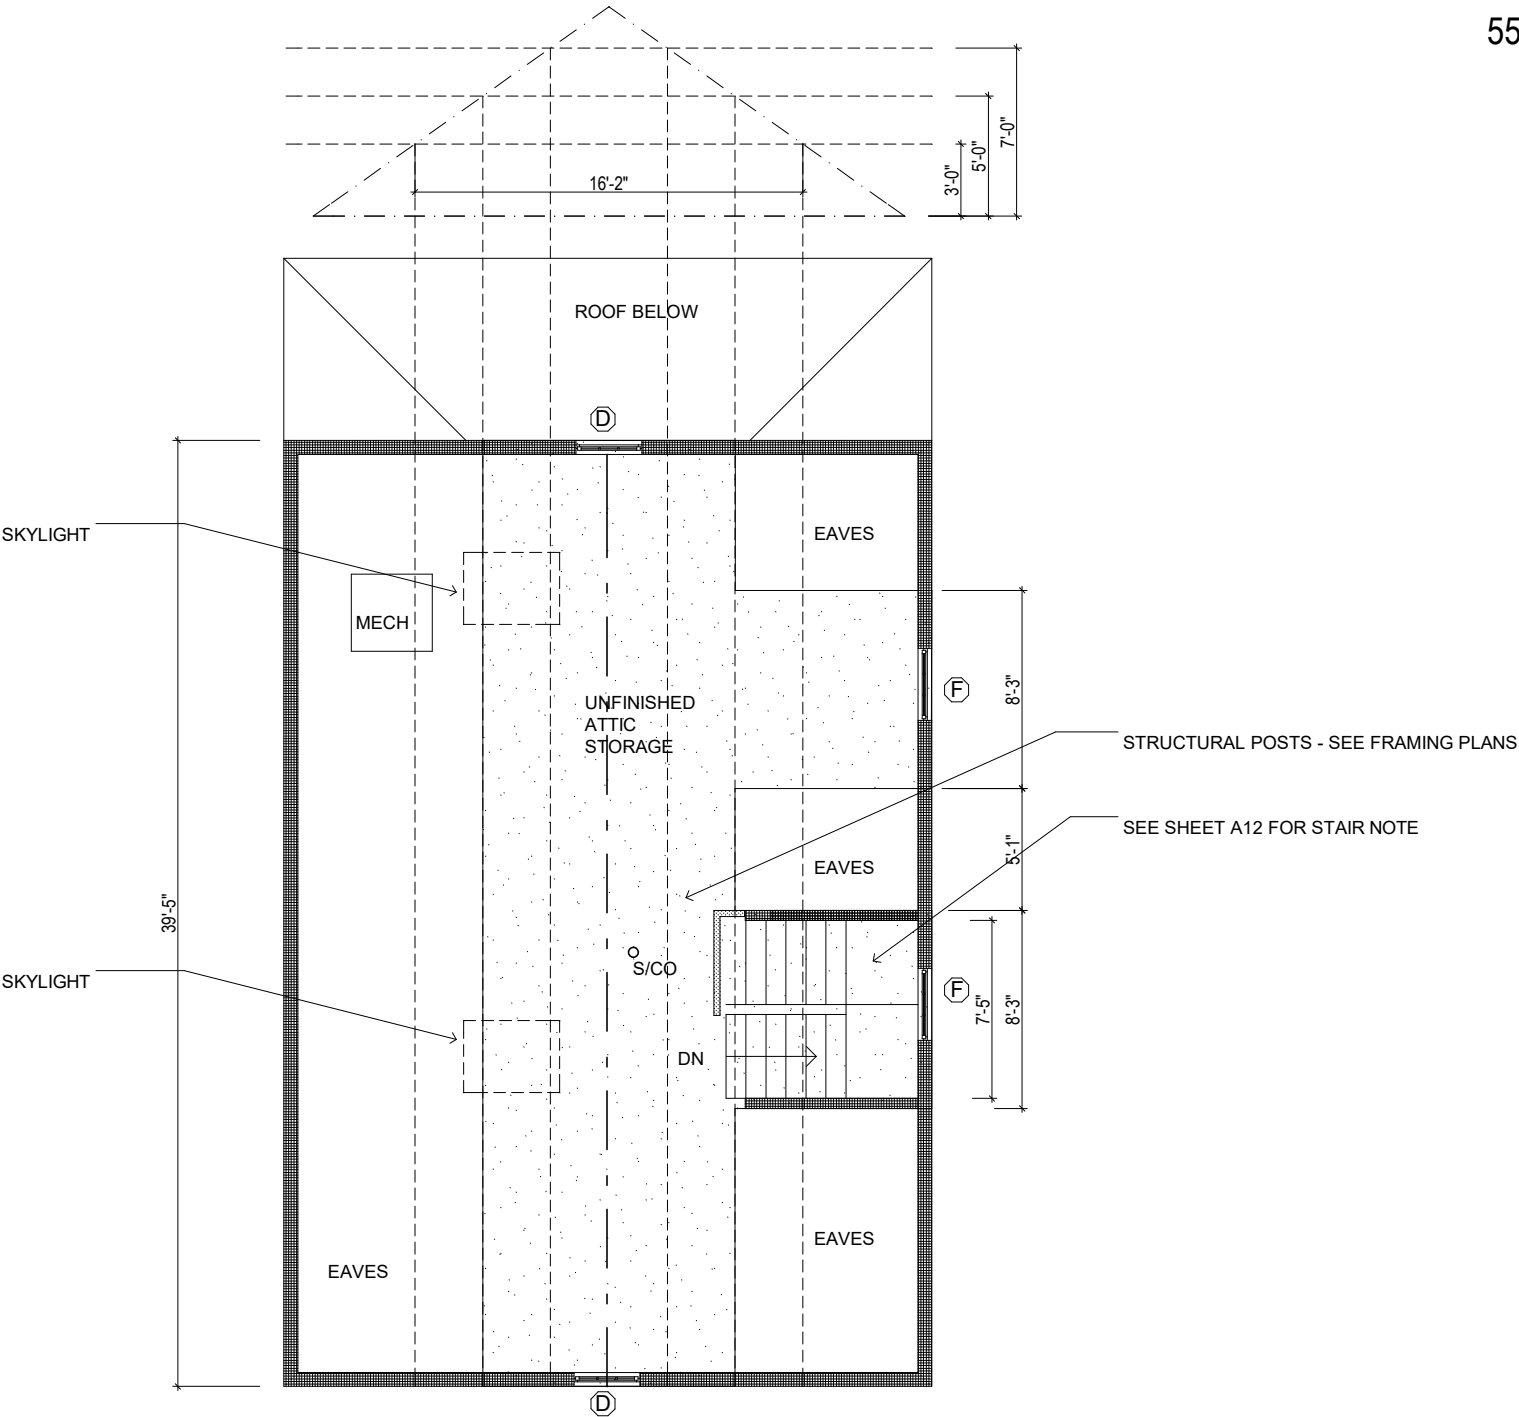 55
7'-0"
5'-0"
3'-0"
16'-2"
ROOF BELOW
D
SKYLIGHT
EAVES
MECH
F
8'-3"
UNFINISHED
ATTIC
STORAGE
STRUCTURAL POSTS - SEE FRAMING PLANS
SEE SHEET A12 FOR STAIR NOTE
5'-1"
EAVES
39'-5"
S/CO
SKYLIGHT
F
7'-5"
8'-3"
DN
EAVES
EAVES
D